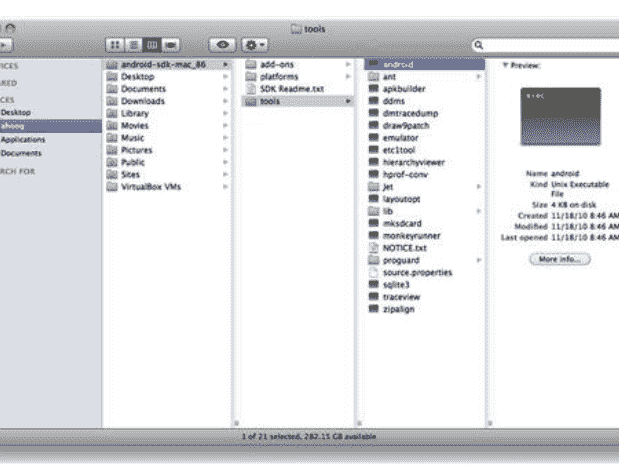 tools
ICES
ARED
CES
Desktop
ahoog
Applications
Documents
RCH FOR
android-sdk-mac_86
Desktop
Documents
Downloads
Library
Movies
Music
Pictures
Public
Sites
VirtualBox VMs
add-ons
platforms
SDK Readme.txt
tools
android
ant
apkbuilder
ddms
dmtracedump
draw9patch
emulator
etc1tool
hierarchyviewer
hprof-conv
Jet
layoutopt
lib
mksdcard
monkeyrunner
NOTICE.txt
proguard
source.properties
sqlite3
traceview
zipalign
Preview:
exec
Name android
Kind Unix Executable
File
Size 4 KB on disk
Created 11/18/10 8:46 AM
Modified 11/18/10 8:46 AM
Last opened 11/18/10 8:46 AM
More info...
1 of 21 selected, 282.15 GB available